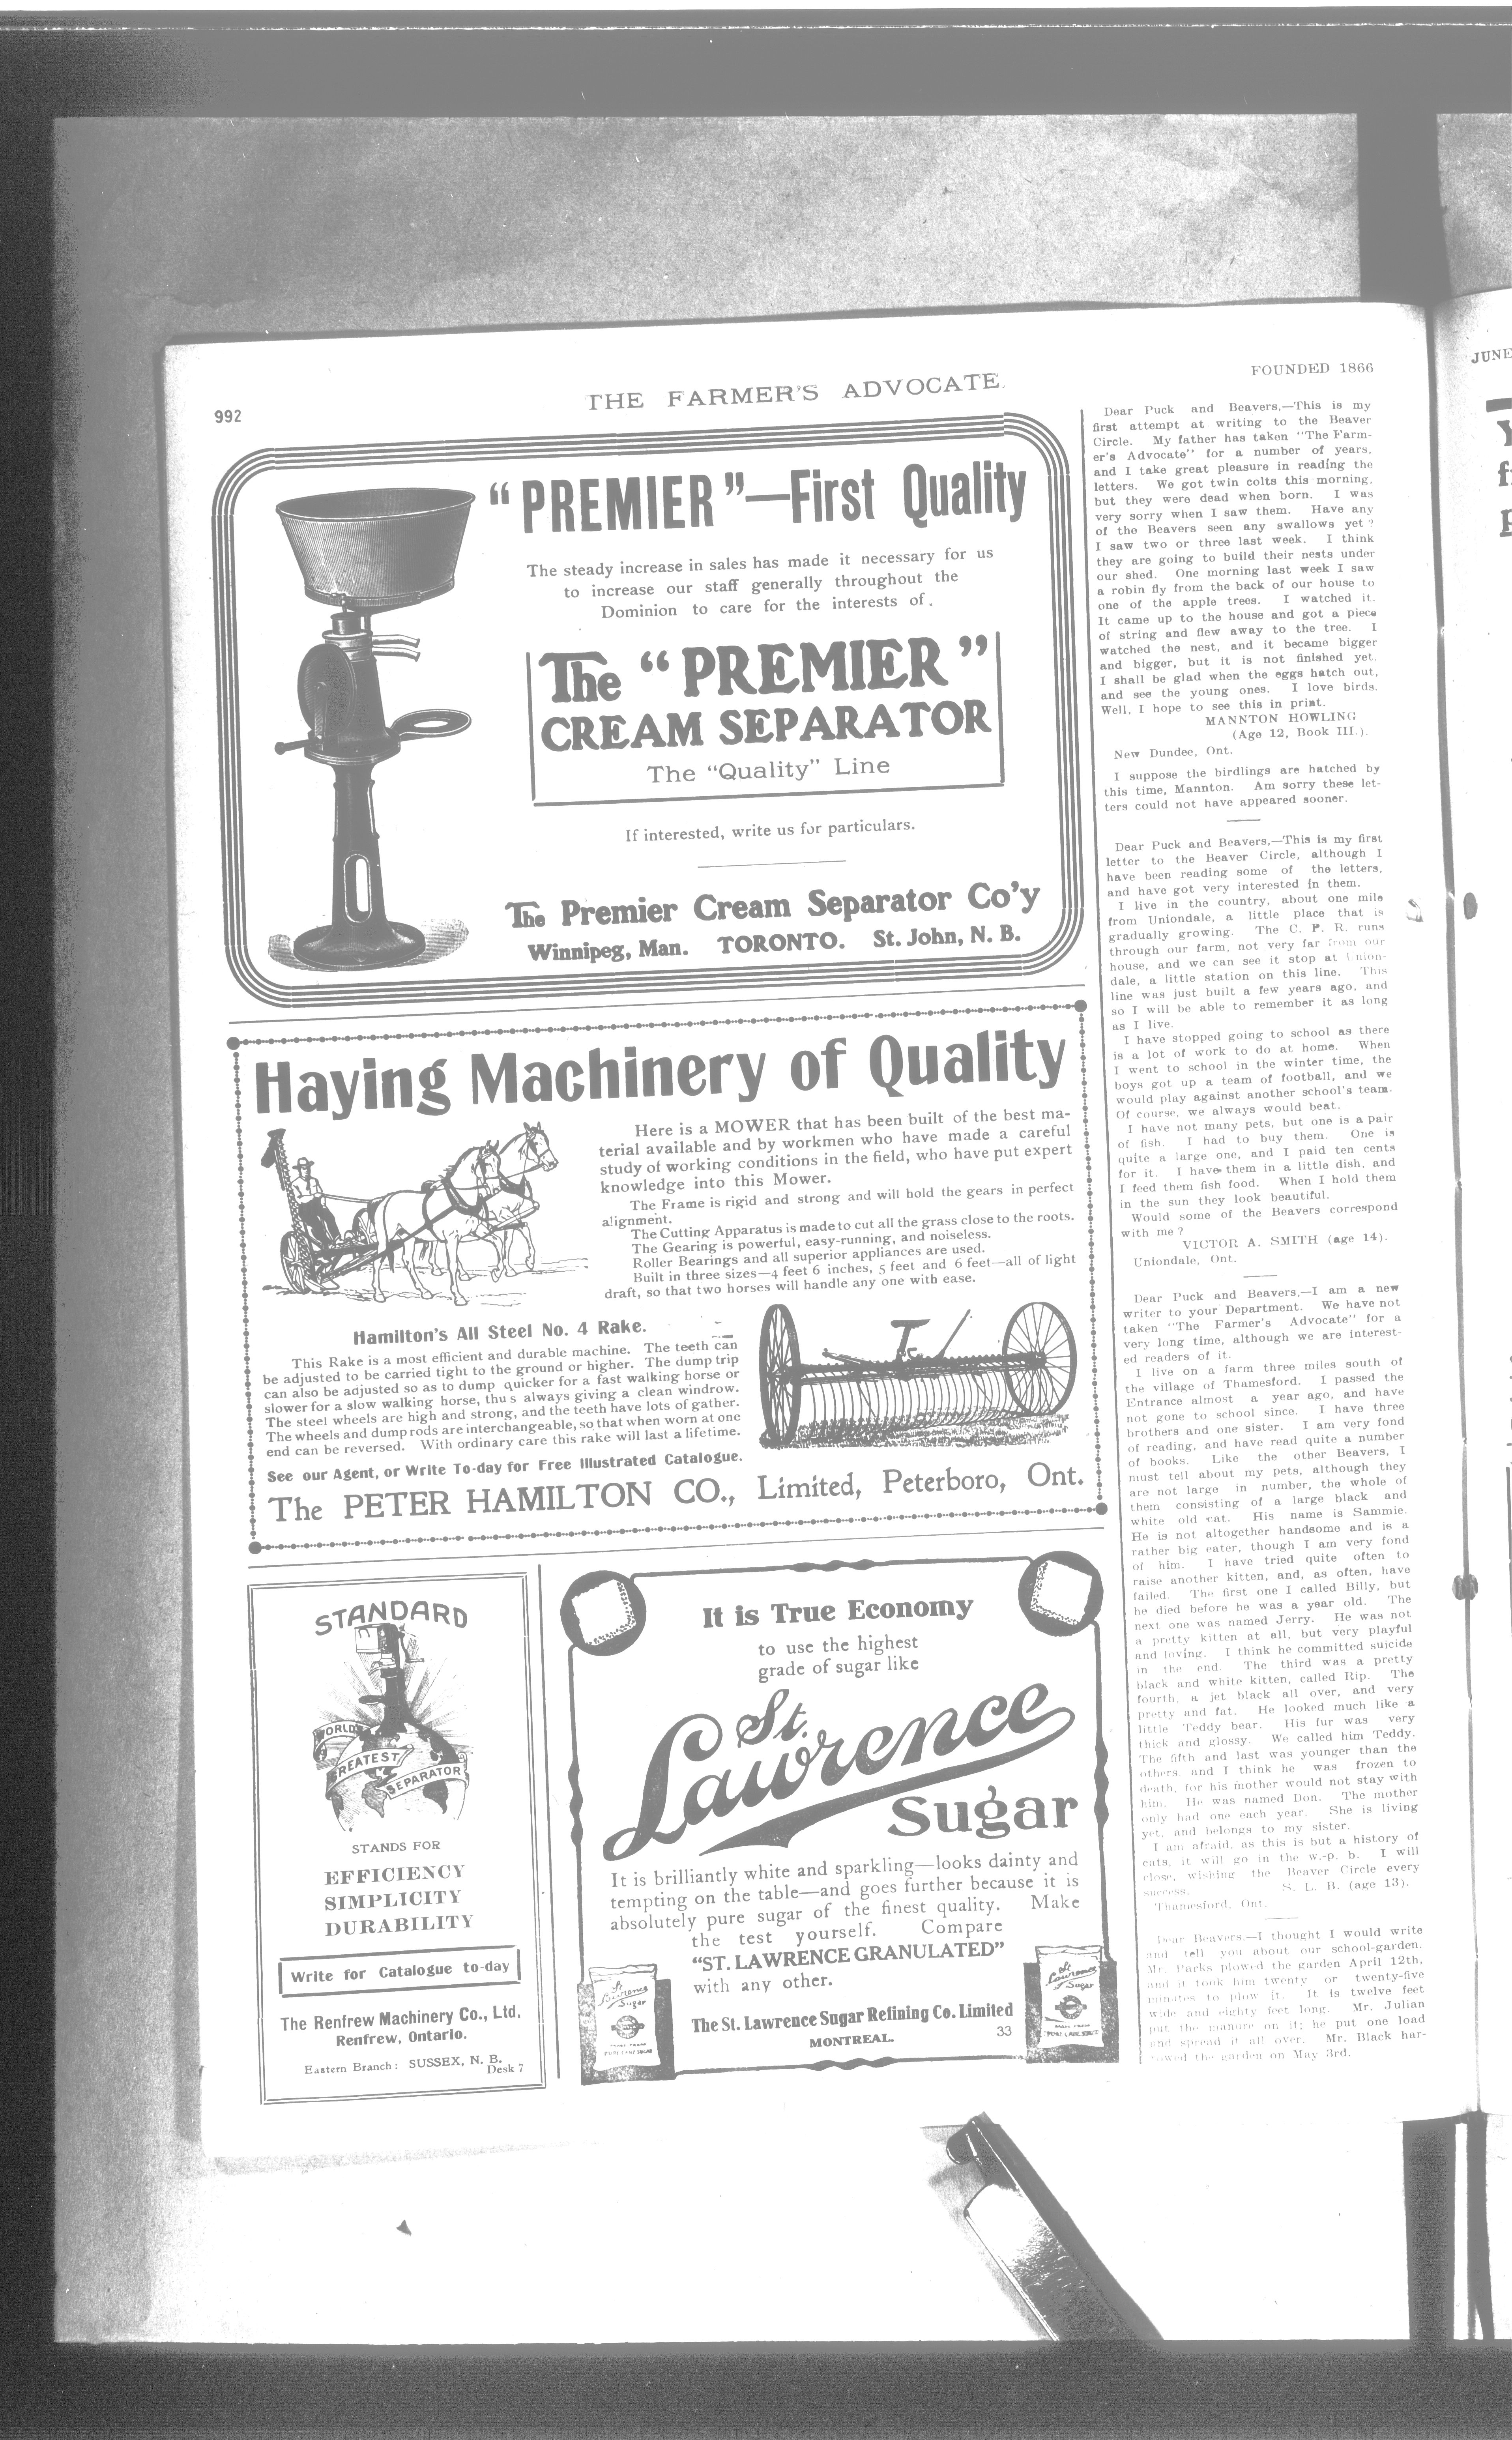 992
THE FARMER'S ADVOCATE.
FOUNDED 1866
"PREMIER"—First Quality
The steady increase in sales has made it necessary for us
to increase our staff generally throughout the
Dominion to care for the interests of.
The "PREMIER"
CREAM SEPARATOR
The "Quality" Line
If interested, write us for particulars.
The Premier Cream Separator Co'y
Winnipeg, Man. TORONTO. St. John, N. B.
Haying Machinery of Quality
Here is a MOWER that has been built of the best ma-
terial available and by workmen who have made a careful
study of working conditions in the field, who have put expert
knowledge into this Mower.
The Frame is rigid and strong and will hold the gears in perfect
alignment.
The Cutting Apparatus is made to cut all the grass close to the roots.
The Gearing is powerful, easy-running, and noiseless.
Roller Bearings and all superior appliances are used.
Built in three sizes—4 feet 6 inches, 5 feet and 6 feet—all of light
draft, so that two horses will handle any one with ease.
Hamilton's All Steel No. 4 Rake.
This Rake is a most efficient and durable machine. The teeth can
be adjusted to be carried tight to the ground or higher. The dump trip
can also be adjusted so as to dump quicker for a fast walking horse or
slower for a slow walking horse, thus always giving a clean windrow.
The steel wheels are high and strong, and the teeth have lots of gather.
The wheels and dump rods are interchangeable, so that when worn at one
end can be reversed. With ordinary care this rake will last a lifetime.
See our Agent, or Write To-day for Free Illustrated Catalogue.
The PETER HAMILTON CO., Limited, Peterboro, Ont.
STANDARD
WORLD'S
GREATEST
SEPARATOR
STANDS FOR
EFFICIENCY
SIMPLICITY
DURABILITY
Write for Catalogue to-day
The Renfrew Machinery Co., Ltd.
Renfrew, Ontario.
Eastern Branch: SUSSEX, N. B.
Desk 7
It is True Economy
to use the highest
grade of sugar like
St.
Lawrence
Sugar
It is brilliantly white and sparkling—looks dainty and
tempting on the table—and goes further because it is
absolutely pure sugar of the finest quality. Make
the test yourself. Compare
"ST. LAWRENCE GRANULATED"
with any other.
The St. Lawrence Sugar Refining Co. Limited
MONTREAL.
33
St
Lawrence
Sugar
PURE CANE SUGAR
St
Lawrence
Sugar
PURE CANE SUGAR
Dear Puck and Beavers,—This is my
first attempt at writing to the Beaver
Circle. My father has taken "The Farm-
er's Advocate" for a number of years,
and I take great pleasure in reading the
letters. We got twin colts this morning,
but they were dead when born. I was
very sorry when I saw them. Have any
of the Beavers seen any swallows yet?
I saw two or three last week. I think
they are going to build their nests under
our shed. One morning last week I saw
a robin fly from the back of our house to
one of the apple trees. I watched it.
It came up to the house and got a piece
of string and flew away to the tree. I
watched the nest, and it became bigger
and bigger, but it is not finished yet.
I shall be glad when the eggs hatch out,
and see the young ones. I love birds.
Well, I hope to see this in print.
MANNTON HOWLING
(Age 12, Book III.).
New Dundee, Ont.
I suppose the birdlings are hatched by
this time, Mannton. Am sorry these let-
ters could not have appeared sooner.
Dear Puck and Beavers,—This is my first
letter to the Beaver Circle, although I
have been reading some of the letters,
and have got very interested in them.
I live in the country, about one mile
from Uniondale, a little place that is
gradually growing. The C. P. R. runs
through our farm, not very far from our
house, and we can see it stop at Union-
dale, a little station on this line. This
line was just built a few years ago, and
so I will be able to remember it as long
as I live.
I have stopped going to school as there
is a lot of work to do at home. When
I went to school in the winter time, the
boys got up a team of football, and we
would play against another school's team.
Of course, we always would beat.
I have not many pets, but one is a pair
of fish. I had to buy them. One is
quite a large one, and I paid ten cents
for it. I have them in a little dish, and
I feed them fish food. When I hold them
in the sun they look beautiful.
Would some of the Beavers correspond
with me?
VICTOR A. SMITH (age 14).
Uniondale, Ont.
Dear Puck and Beavers,—I am a new
writer to your Department. We have not
taken "The Farmer's Advocate" for a
very long time, although we are interest-
ed readers of it.
I live on a farm three miles south of
the village of Thamesford. I passed the
Entrance almost a year ago, and have
not gone to school since. I have three
brothers and one sister. I am very fond
of reading, and have read quite a number
of books. Like the other Beavers, I
must tell about my pets, although they
are not large in number, the whole of
them consisting of a large black and
white old cat. His name is Sammie.
He is not altogether handsome and is a
rather big eater, though I am very fond
of him. I have tried quite often to
raise another kitten, and, as often, have
failed. The first one I called Billy, but
he died before he was a year old. The
next one was named Jerry. He was not
a pretty kitten at all, but very playful
and loving. I think he committed suicide
in the end. The third was a pretty
black and white kitten, called Rip. The
fourth, a jet black all over, and very
pretty and fat. He looked much like a
little Teddy bear. His fur was very
thick and glossy. We called him Teddy.
The fifth and last was younger than the
others, and I think he was frozen to
death, for his mother would not stay with
him. He was named Don. The mother
only had one each year. She is living
yet, and belongs to my sister.
I am afraid, as this is but a history of
cats, it will go in the w.-p. b. I will
close, wishing the Beaver Circle every
success. S. L. B. (age 13).
Thamesford, Ont.
Dear Beavers,—I thought I would write
and tell you about our school-garden.
Mr. Parks plowed the garden April 12th,
and it took him twenty or twenty-five
minutes to plow it. It is twelve feet
wide and eighty feet long. Mr. Julian
put the manure on it; he put one load
and spread it all over. Mr. Black har-
rowed the garden on May 3rd.
JUNE